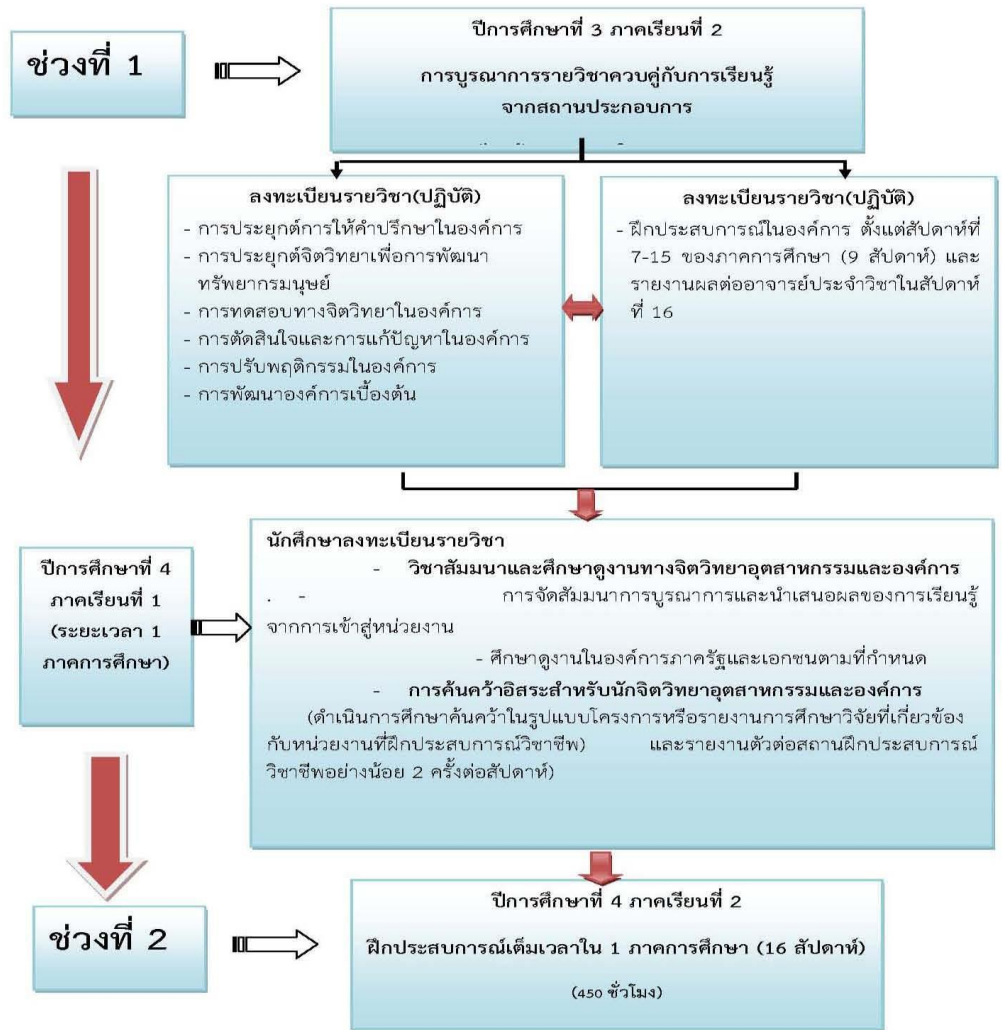 ช่วงที่ 1
ปีการศึกษาที่ 3 ภาคเรียนที่ 2
การบูรณาการรายวิชาควบคู่กับการเรียนรู้
จากสถานประกอบการ
ลงทะเบียนรายวิชา(ปฏิบัติ)
- การประยุกต์การให้คำปรึกษาในองค์การ
- การประยุกต์จิตวิทยาเพื่อการพัฒนา
ทรัพยากรมนุษย์
- การทดสอบทางจิตวิทยาในองค์การ
- การตัดสินใจและการแก้ปัญหาในองค์การ
- การปรับพฤติกรรมในองค์การ
- การพัฒนาองค์การเบื้องต้น
ลงทะเบียนรายวิชา(ปฏิบัติ)
- ฝึกประสบการณ์ในองค์การ ตั้งแต่สัปดาห์ที่
7-15 ของภาคการศึกษา (9 สัปดาห์) และ
รายงานผลต่ออาจารย์ประจำวิชาในสัปดาห์
ที่ 16
ปีการศึกษาที่ 4
ภาคเรียนที่ 1
(ระยะเวลา 1
ภาคการศึกษา)
นักศึกษาลงทะเบียนรายวิชา
- วิชาสัมมนาและศึกษาดูงานทางจิตวิทยาอุตสาหกรรมและองค์การ
. - การจัดสัมมนาการบูรณาการและนำเสนอผลของการเรียนรู้
จากการเข้าสู่หน่วยงาน
- ศึกษาดูงานในองค์การภาครัฐและเอกชนตามที่กำหนด
- การค้นคว้าอิสระสำหรับนักจิตวิทยาอุตสาหกรรมและองค์การ
(ดำเนินการศึกษาค้นคว้าในรูปแบบโครงการหรือรายงานการศึกษาวิจัยที่เกี่ยวข้อง
กับหน่วยงานที่ฝึกประสบการณ์วิชาชีพ) และรายงานตัวต่อสถานฝึกประสบการณ์
วิชาชีพอย่างน้อย 2 ครั้งต่อสัปดาห์)
ช่วงที่ 2
ปีการศึกษาที่ 4 ภาคเรียนที่ 2
ฝึกประสบการณ์เต็มเวลาใน 1 ภาคการศึกษา (16 สัปดาห์)
(450 ชั่วโมง)